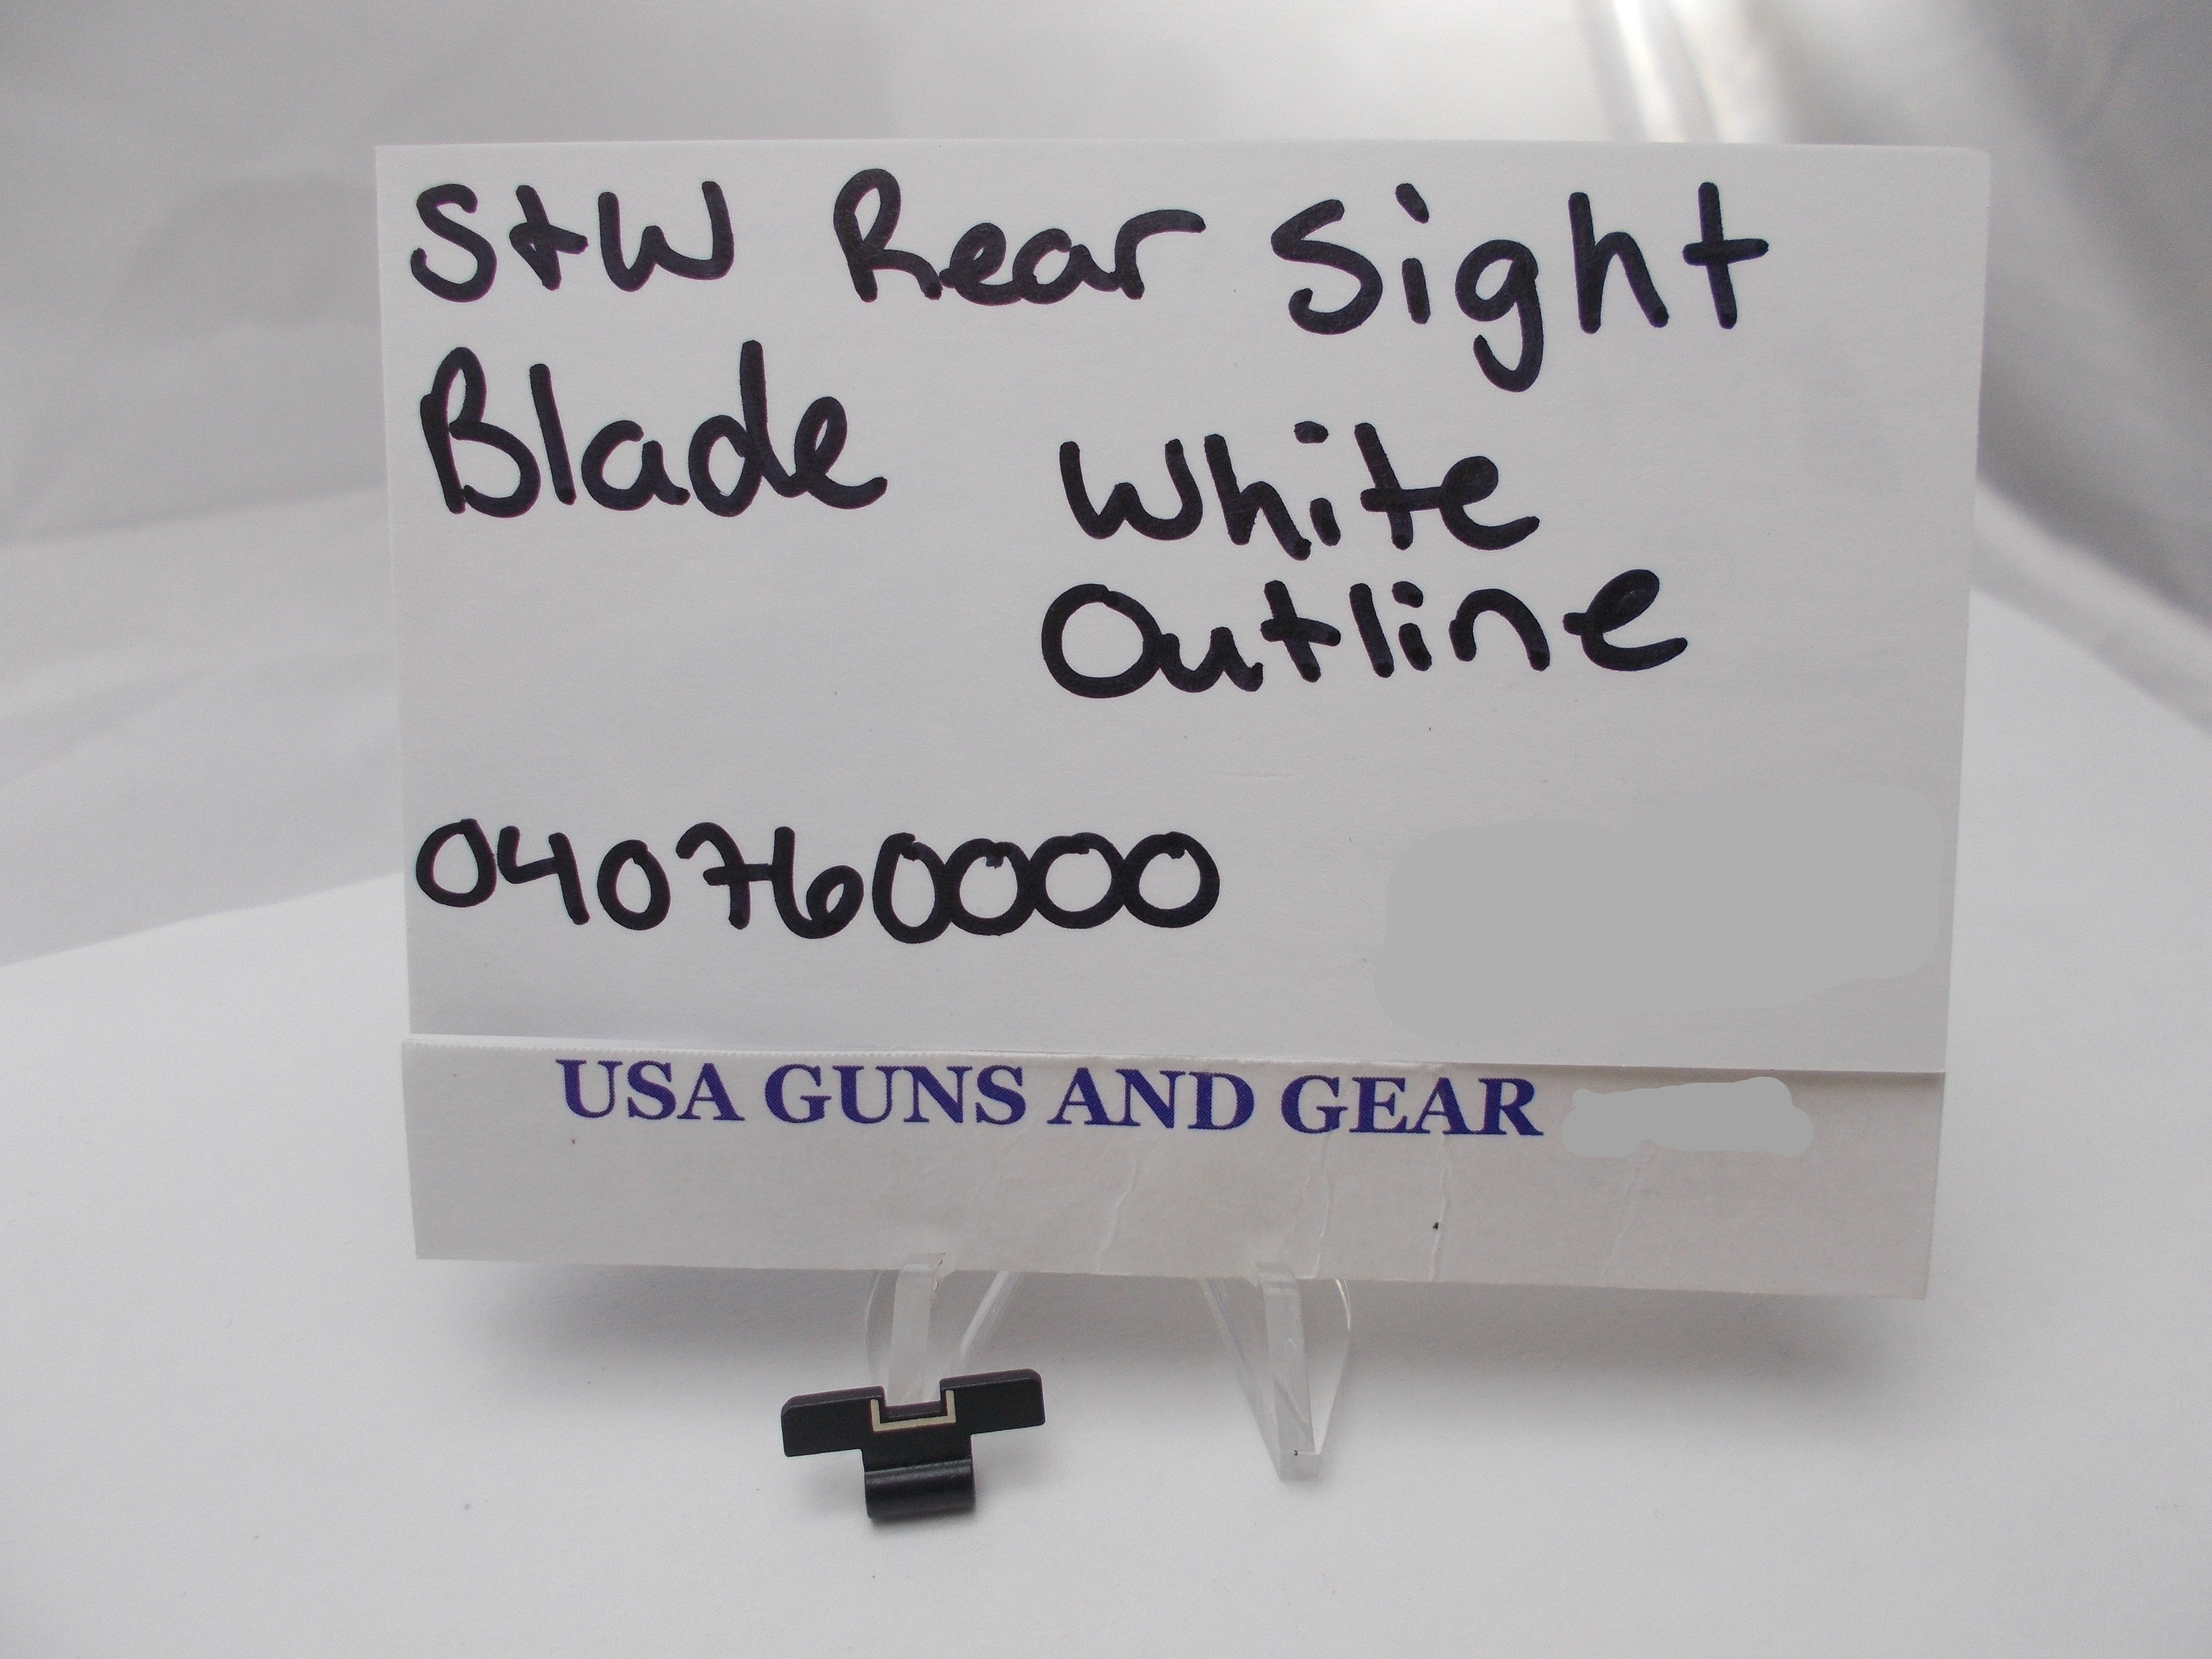 S+W Rear Sight
Blade White
Outline
040760000
USA GUNS AND GEAR